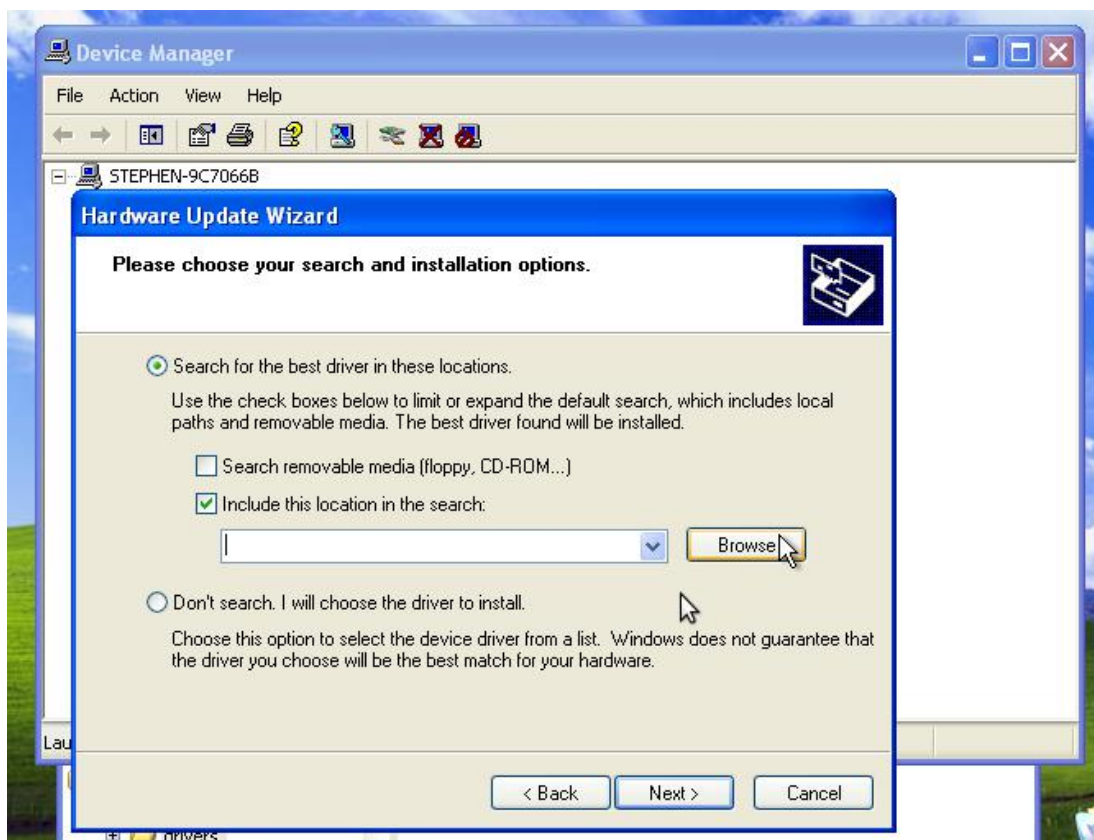 Device Manager
File Action View Help
STEPHEN-9C7066B
Hardware Update Wizard
Please choose your search and installation options.
Search for the best driver in these locations.
Use the check boxes below to limit or expand the default search, which includes local
paths and removable media. The best driver found will be installed.
Search removable media (floppy, CD-ROM...)
Include this location in the search:
Browse
Don't search. I will choose the driver to install.
Choose this option to select the device driver from a list. Windows does not guarantee that
the driver you choose will be the best match for your hardware.
Lau
< Back Next > Cancel
drivers